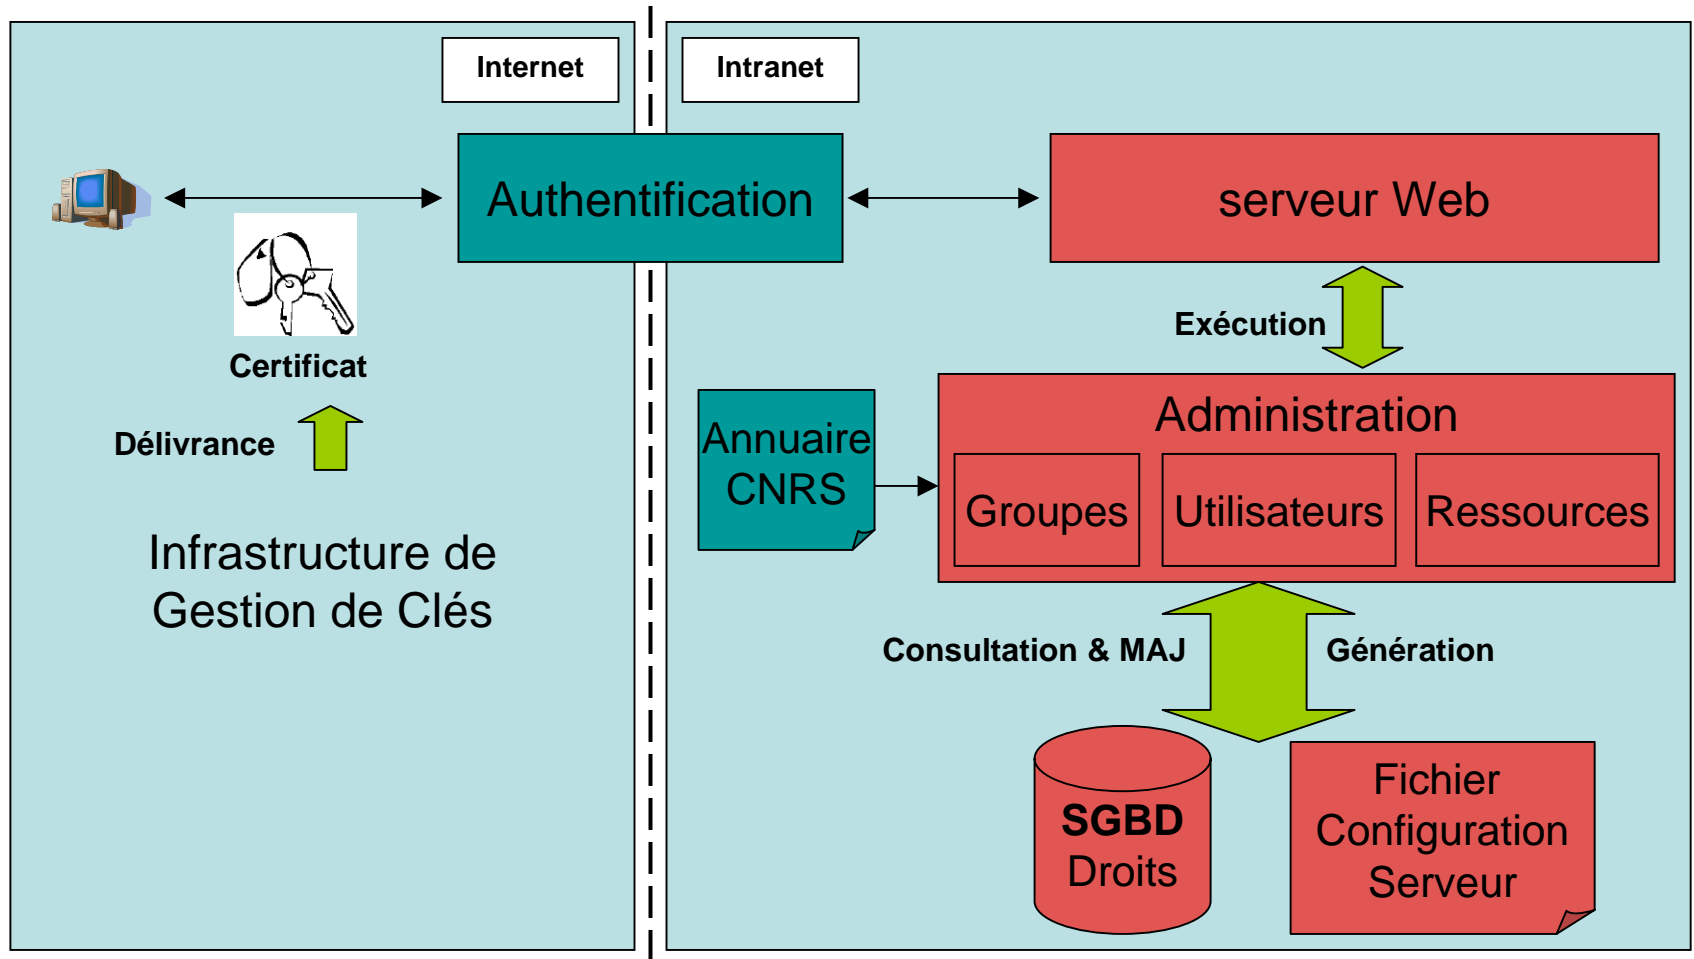 Internet
Intranet
Authentification
serveur Web
Certificat
Délivrance
Infrastructure de
Gestion de Clés
Exécution
Annuaire
CNRS
Administration
Groupes
Utilisateurs
Ressources
Consultation & MAJ
Génération
SGBD
Droits
Fichier
Configuration
Serveur